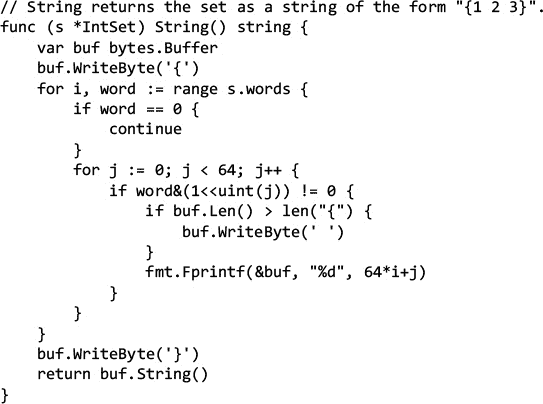 // String returns the set as a string of the form "{1 2 3}".
func (s *IntSet) String() string {
    var buf bytes.Buffer
    buf.WriteByte('{')
    for i, word := range s.words {
        if word == 0 {
            continue
        }
        for j := 0; j < 64; j++ {
            if word&(1<<uint(j)) != 0 {
                if buf.Len() > len("{") {
                    buf.WriteByte(' ')
                }
                fmt.Fprintf(&buf, "%d", 64*i+j)
            }
        }
    }
    buf.WriteByte('}')
    return buf.String()
}